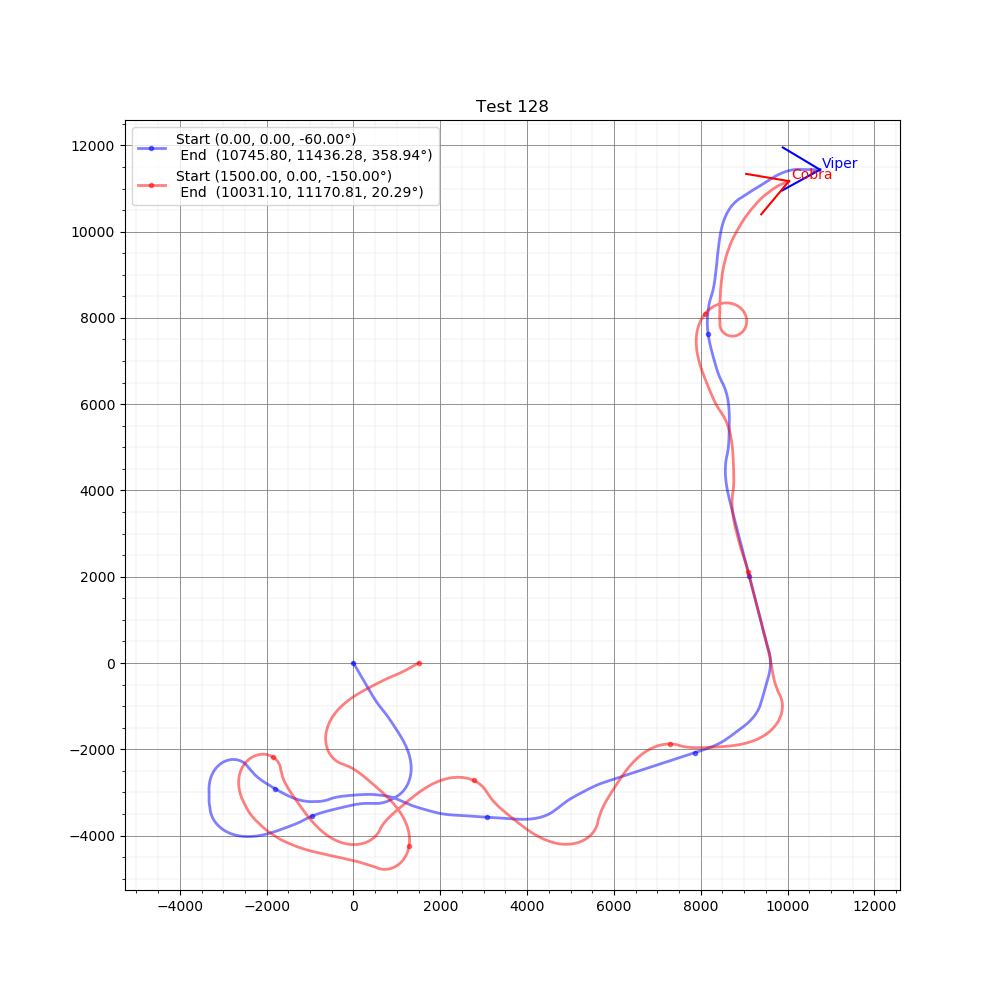 Test 128
Start (0.00, 0.00, -60.00°)
End (10745.80, 11436.28, 358.94°)
Start (1500.00, 0.00, -150.00°)
End (10031.10, 11170.81, 20.29°)
Viper
Cobra
12000
10000
8000
6000
4000
2000
0
−2000
−4000
−4000 −2000 0 2000 4000 6000 8000 10000 12000